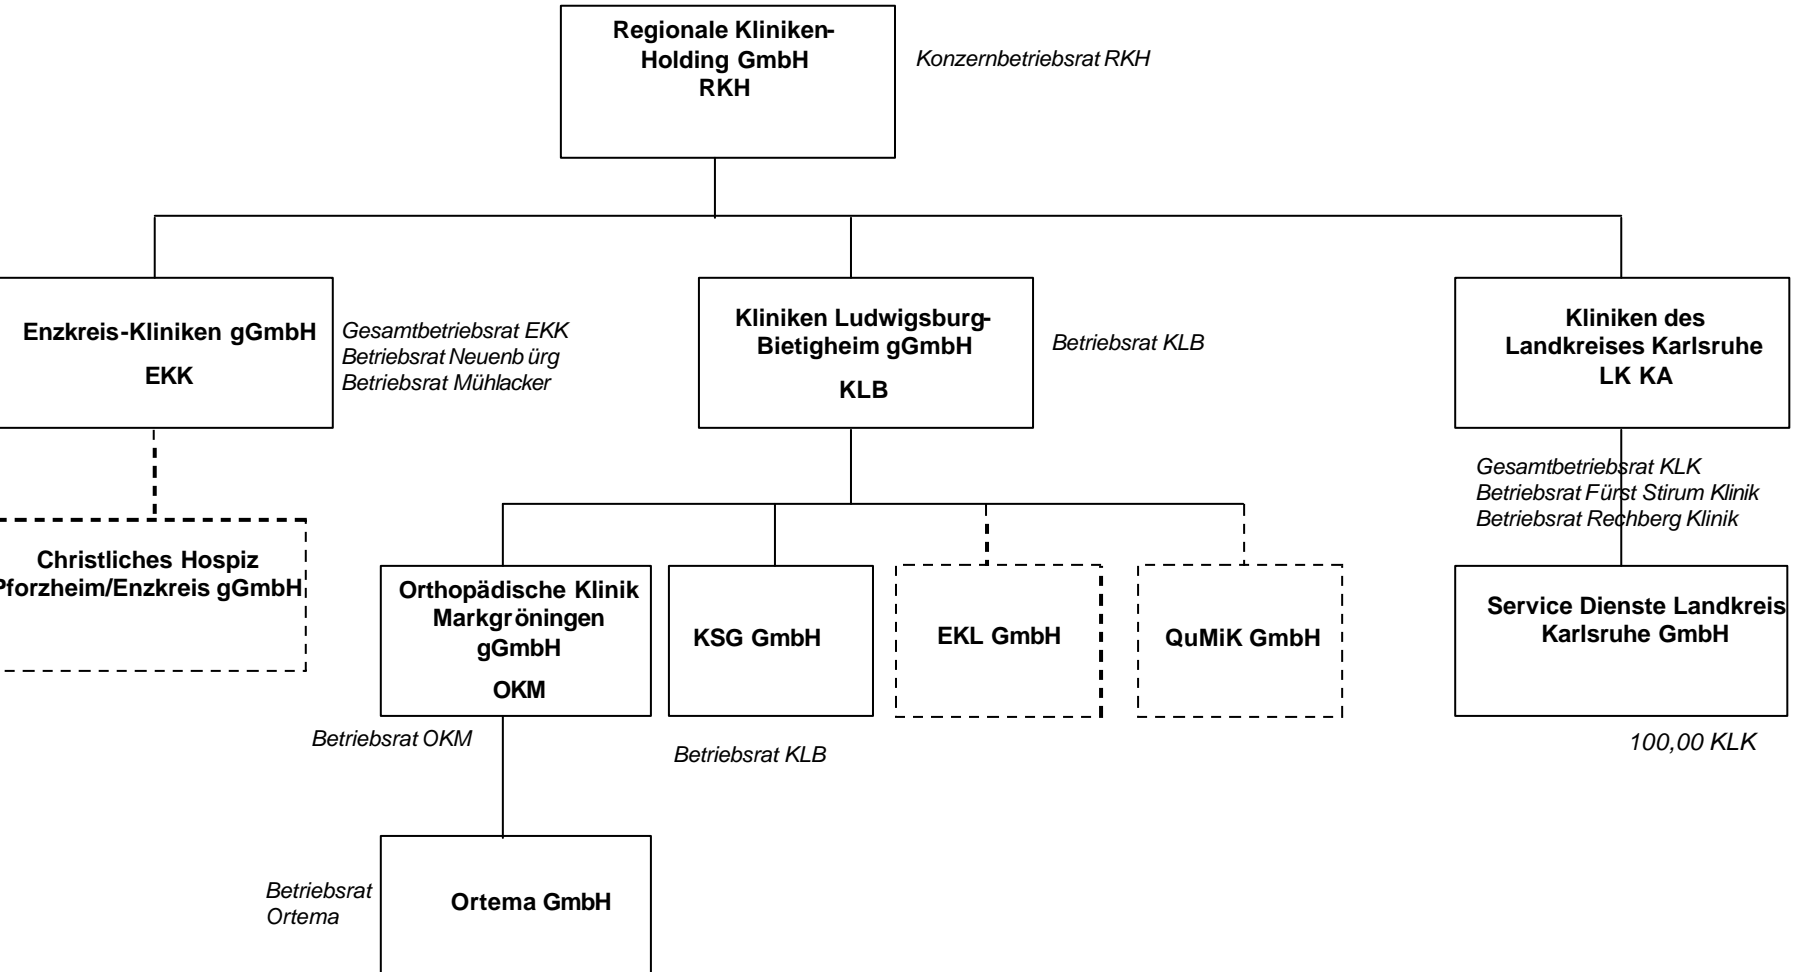 Regionale Kliniken-
Holding GmbH
RKH
Konzernbetriebsrat RKH
Enzkreis-Kliniken gGmbH
EKK
Gesamtbetriebsrat EKK
Betriebsrat Neuenb ürg
Betriebsrat Mühlacker
Kliniken Ludwigsburg-
Bietigheim gGmbH
KLB
Betriebsrat KLB
Kliniken des
Landkreises Karlsruhe
LK KA
Gesamtbetriebsrat KLK
Betriebsrat Fürst Stirum Klinik
Betriebsrat Rechberg Klinik
Christliches Hospiz
Pforzheim/Enzkreis gGmbH
Orthopädische Klinik
Markgröningen
gGmbH
OKM
KSG GmbH
EKL GmbH
QuMiK GmbH
Service Dienste Landkreis
Karlsruhe GmbH
Betriebsrat OKM
Betriebsrat KLB
100,00 KLK
Betriebsrat
Ortema
Ortema GmbH